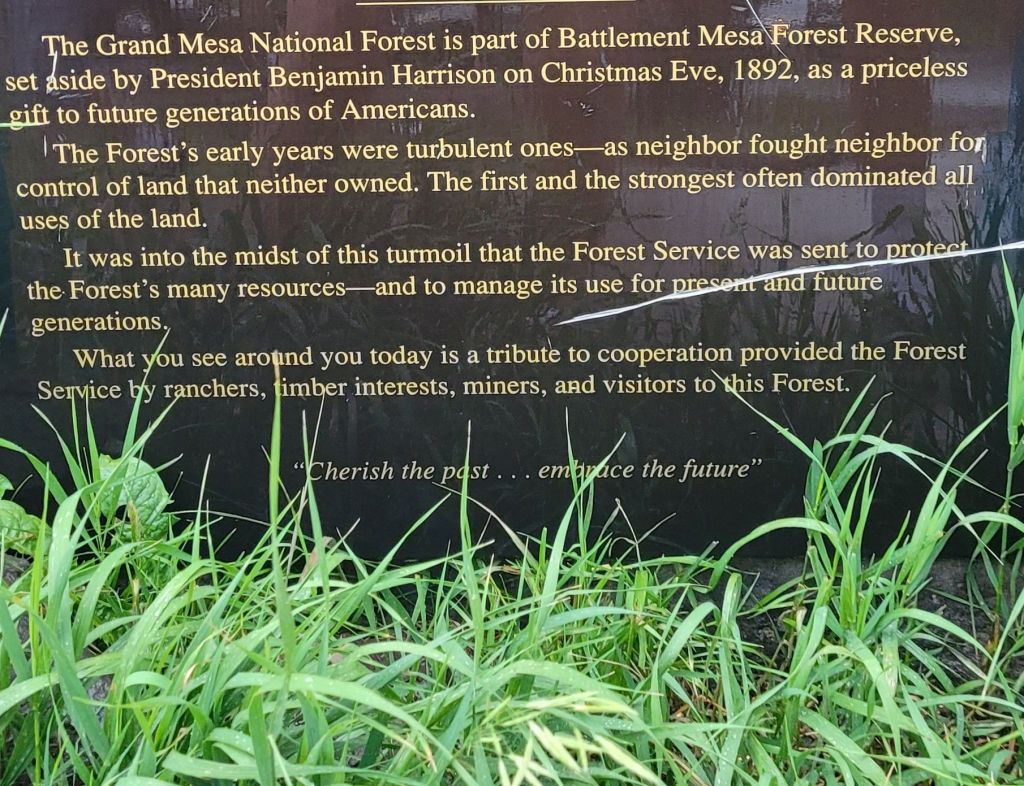 The Grand Mesa National Forest is part of Battlement Mesa Forest Reserve,
set aside by President Benjamin Harrison on Christmas Eve, 1892, as a priceless
gift to future generations of Americans.
The Forest's early years were turbulent ones—as neighbor fought neighbor for
control of land that neither owned. The first and the strongest often dominated all
uses of the land.
It was into the midst of this turmoil that the Forest Service was sent to protect
the Forest's many resources—and to manage its use for present and future
generations.
What you see around you today is a tribute to cooperation provided the Forest
Service by ranchers, timber interests, miners, and visitors to this Forest.
“Cherish the past . . . embrace the future”